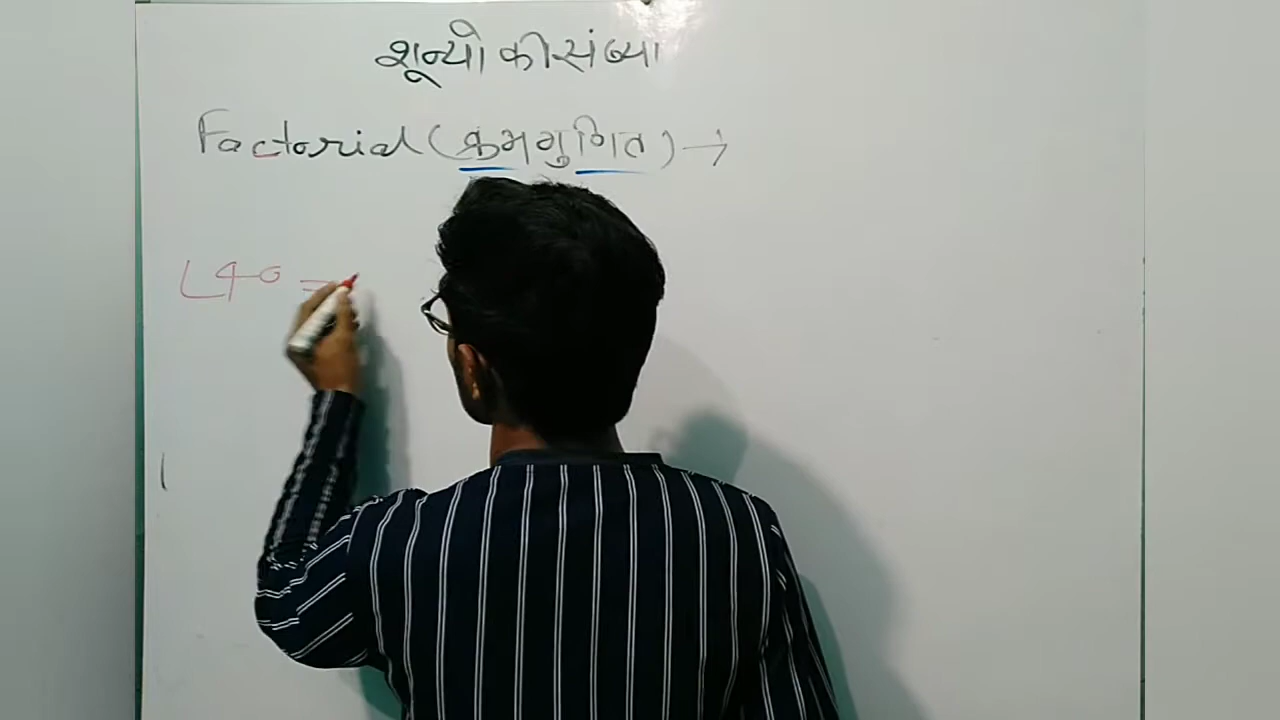 शून्यो की संख्या
Factorial (क्रमगुणित) →
∟40 =